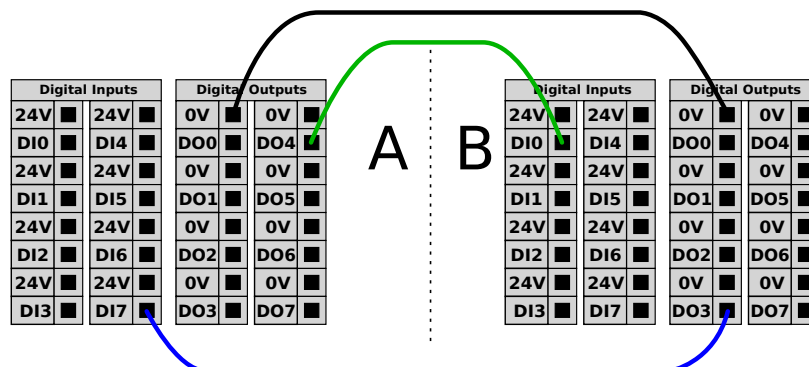 Digital Inputs Digital Outputs A B Digital Inputs Digital Outputs
24V 24V 0V 0V 24V 24V 0V 0V
DI0 DI4 DO0 DO4 DI0 DI4 DO0 DO4
24V 24V 0V 0V 24V 24V 0V 0V
DI1 DI5 DO1 DO5 DI1 DI5 DO1 DO5
24V 24V 0V 0V 24V 24V 0V 0V
DI2 DI6 DO2 DO6 DI2 DI6 DO2 DO6
24V 24V 0V 0V 24V 24V 0V 0V
DI3 DI7 DO3 DO7 DI3 DI7 DO3 DO7